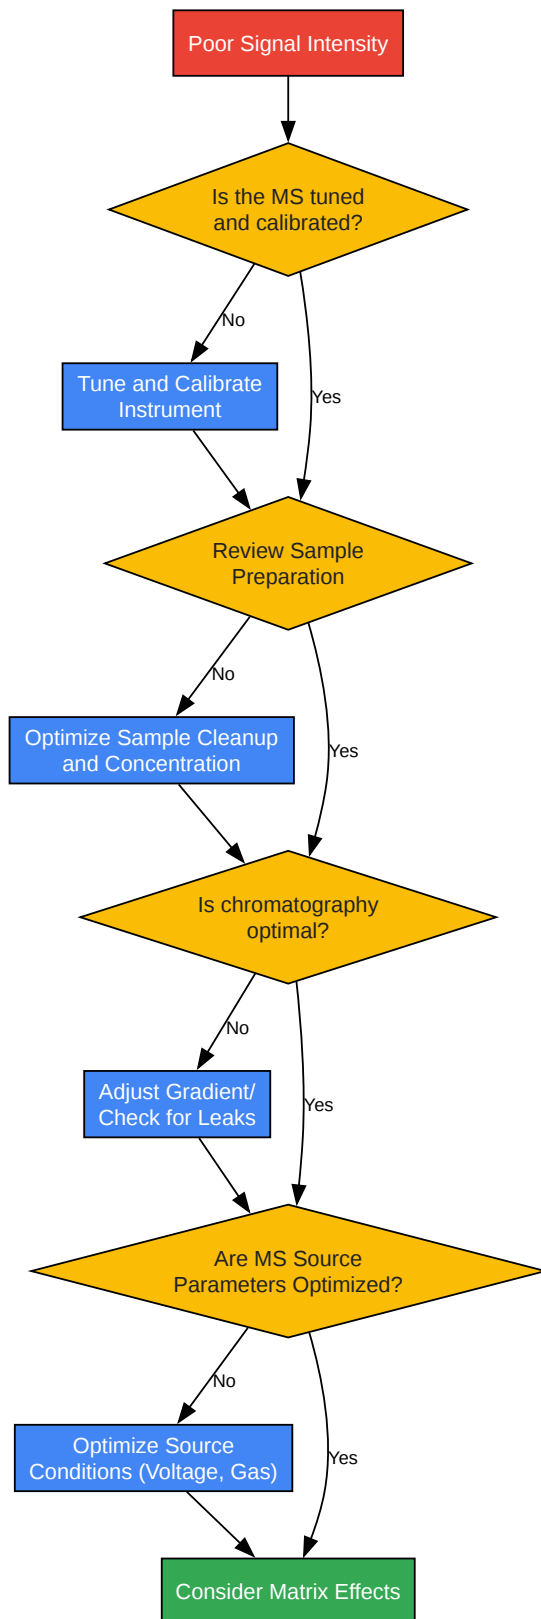 Poor Signal Intensity
Is the MS tuned
and calibrated?
No
Yes
Tune and Calibrate
Instrument
Review Sample
Preparation
No
Yes
Optimize Sample Cleanup
and Concentration
Is chromatography
optimal?
No
Yes
Adjust Gradient/
Check for Leaks
Are MS Source
Parameters Optimized?
No
Yes
Optimize Source
Conditions (Voltage, Gas)
Consider Matrix Effects